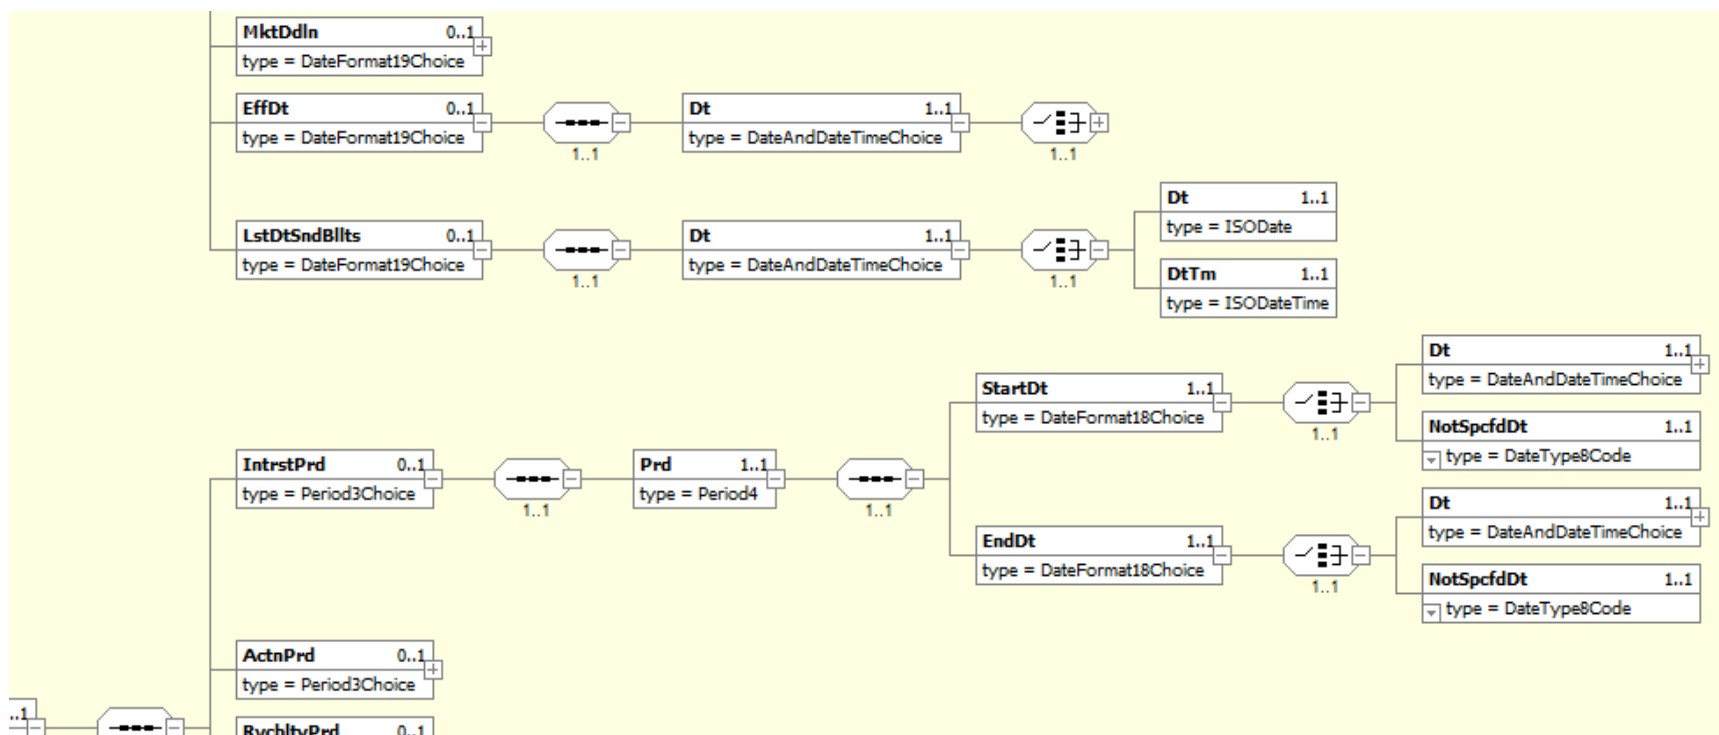 MktDdln 0..1
type = DateFormat19Choice
EffDt 0..1
type = DateFormat19Choice
1..1
Dt 1..1
type = DateAndDateTimeChoice
1..1
LstDtSndBllts 0..1
type = DateFormat19Choice
1..1
Dt 1..1
type = DateAndDateTimeChoice
1..1
Dt 1..1
type = ISODate
DtTm 1..1
type = ISODateTime
IntrstPrd 0..1
type = Period3Choice
1..1
Prd 1..1
type = Period4
1..1
StartDt 1..1
type = DateFormat18Choice
1..1
Dt 1..1
type = DateAndDateTimeChoice
NotSpcfdDt 1..1
type = DateType8Code
EndDt 1..1
type = DateFormat18Choice
1..1
Dt 1..1
type = DateAndDateTimeChoice
NotSpcfdDt 1..1
type = DateType8Code
ActnPrd 0..1
type = Period3Choice
..1
RvcbltyPrd 0..1